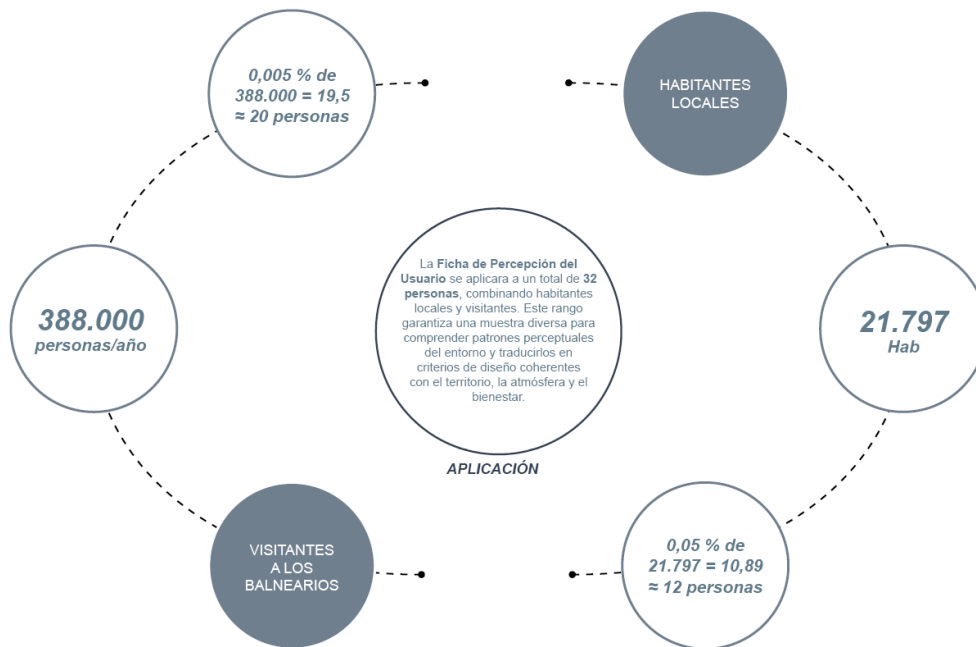 0,005 % de
388.000 = 19,5
≈ 20 personas
HABITANTES
LOCALES
388.000
personas/año
La Ficha de Percepción del
Usuario se aplicara a un total de 32
personas, combinando habitantes
locales y visitantes. Este rango
garantiza una muestra diversa para
comprender patrones perceptuales
del entorno y traducirlos en
criterios de diseño coherentes
con el territorio, la atmósfera y el
bienestar.
21.797
Hab
APLICACIÓN
VISITANTES
A LOS
BALNEARIOS
0,05 % de
21.797 = 10,89
≈ 12 personas